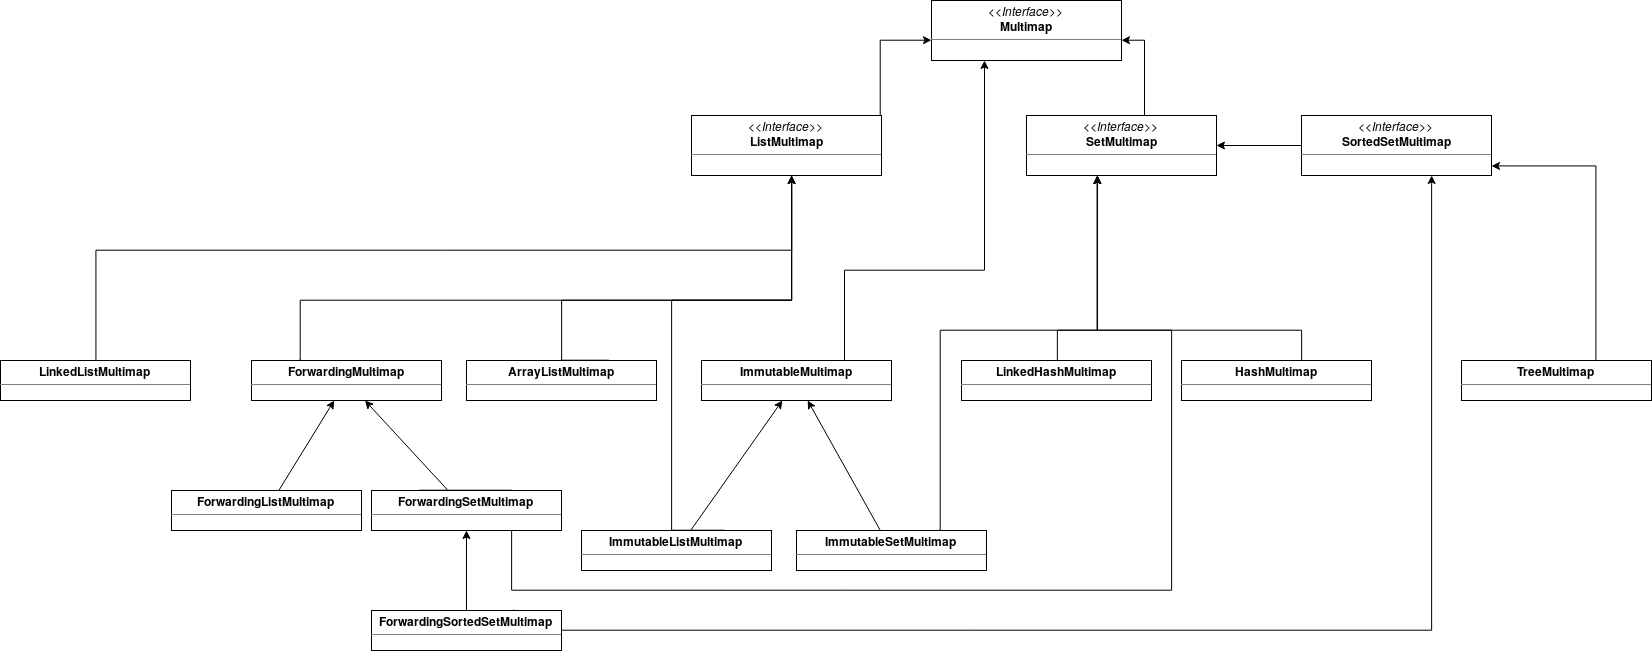 <<Interface>>
Multimap
<<Interface>>
ListMultimap
<<Interface>>
SetMultimap
<<Interface>>
SortedSetMultimap
LinkedListMultimap
ForwardingMultimap
ArrayListMultimap
ImmutableMultimap
LinkedHashMultimap
HashMultimap
TreeMultimap
ForwardingListMultimap
ForwardingSetMultimap
ImmutableListMultimap
ImmutableSetMultimap
ForwardingSortedSetMultimap